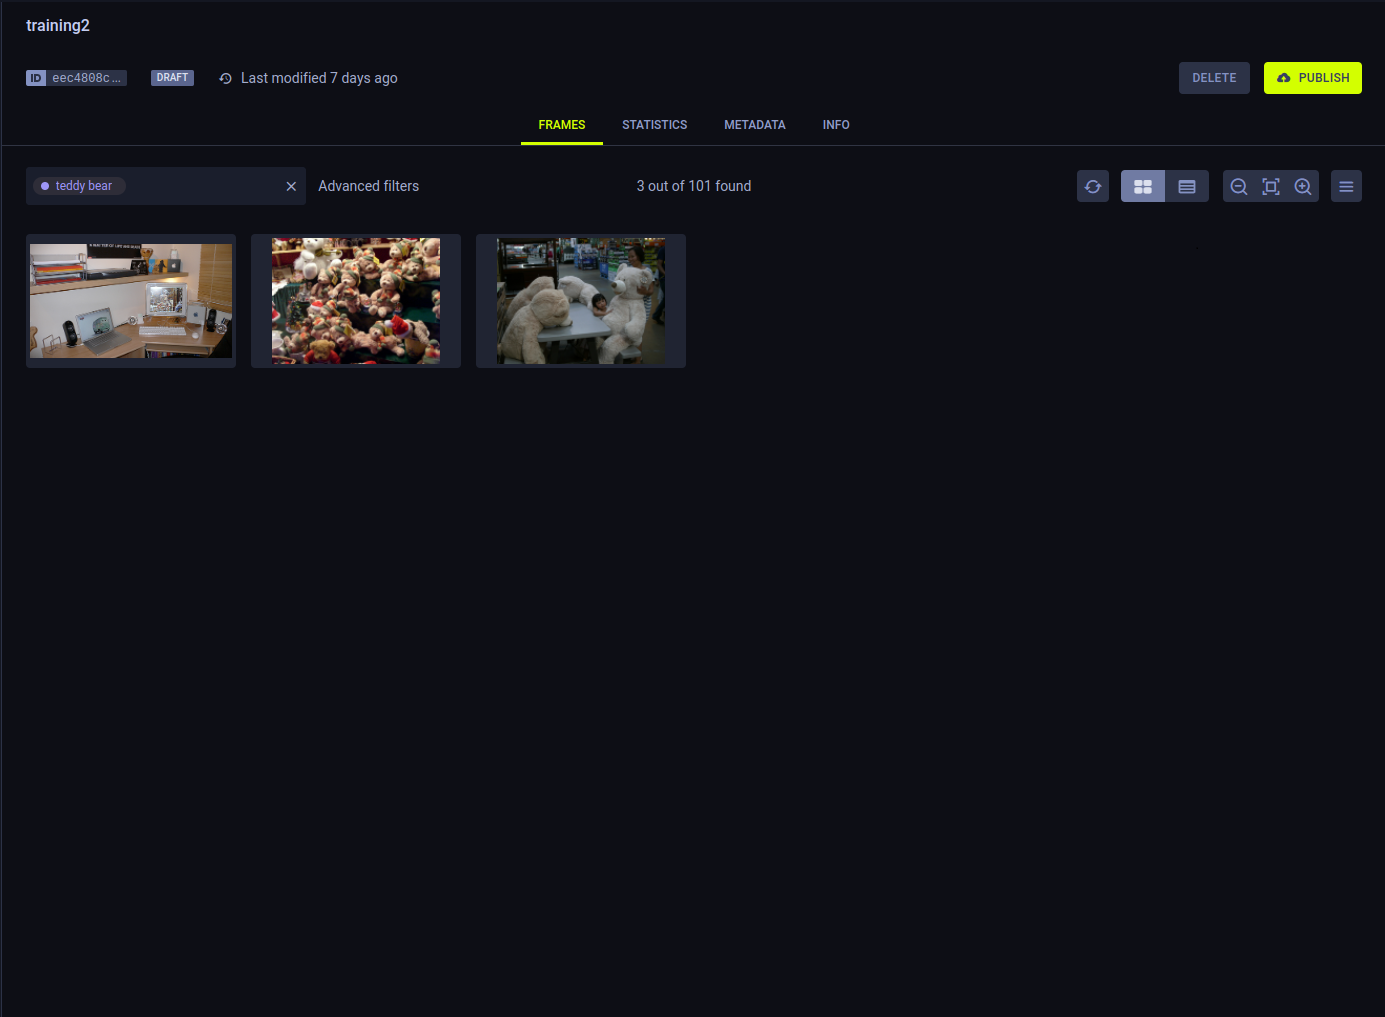 training2
ID eec4808c... DRAFT Last modified 7 days ago DELETE PUBLISH
FRAMES STATISTICS METADATA INFO
teddy bear Advanced filters 3 out of 101 found